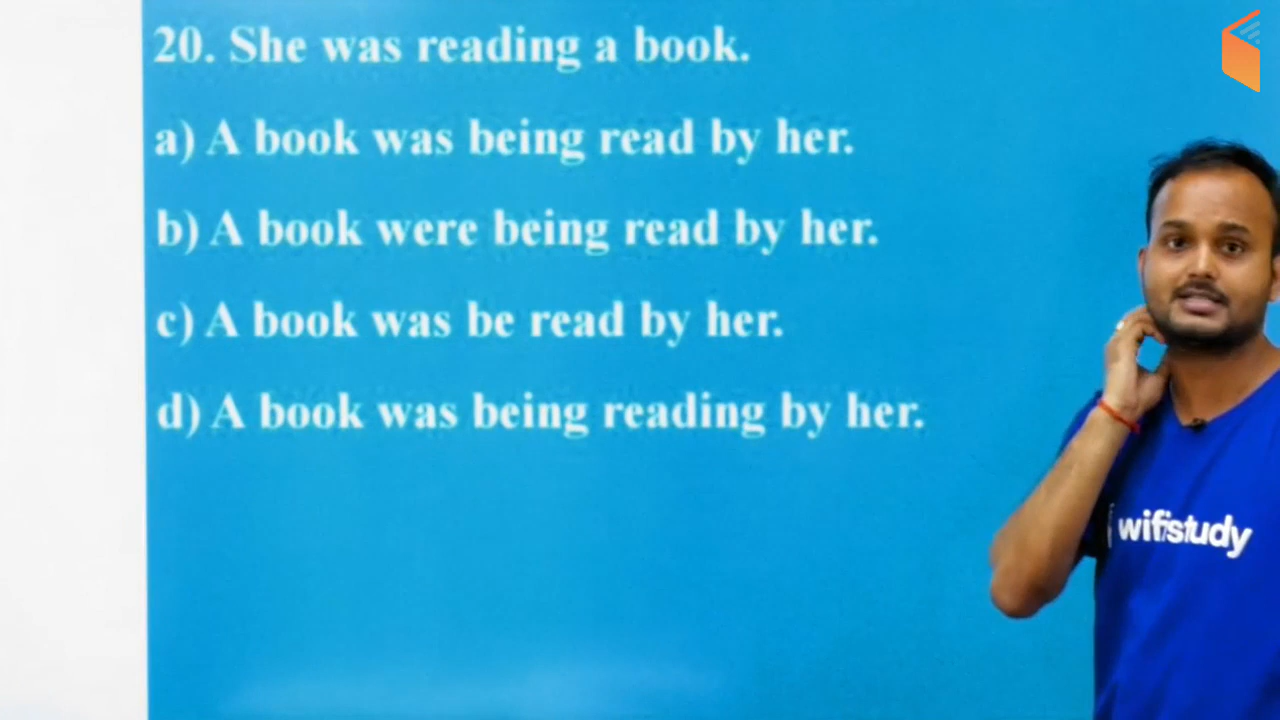 20. She was reading a book.
a) A book was being read by her.
b) A book were being read by her.
c) A book was be read by her.
d) A book was being reading by her.
wifistudy